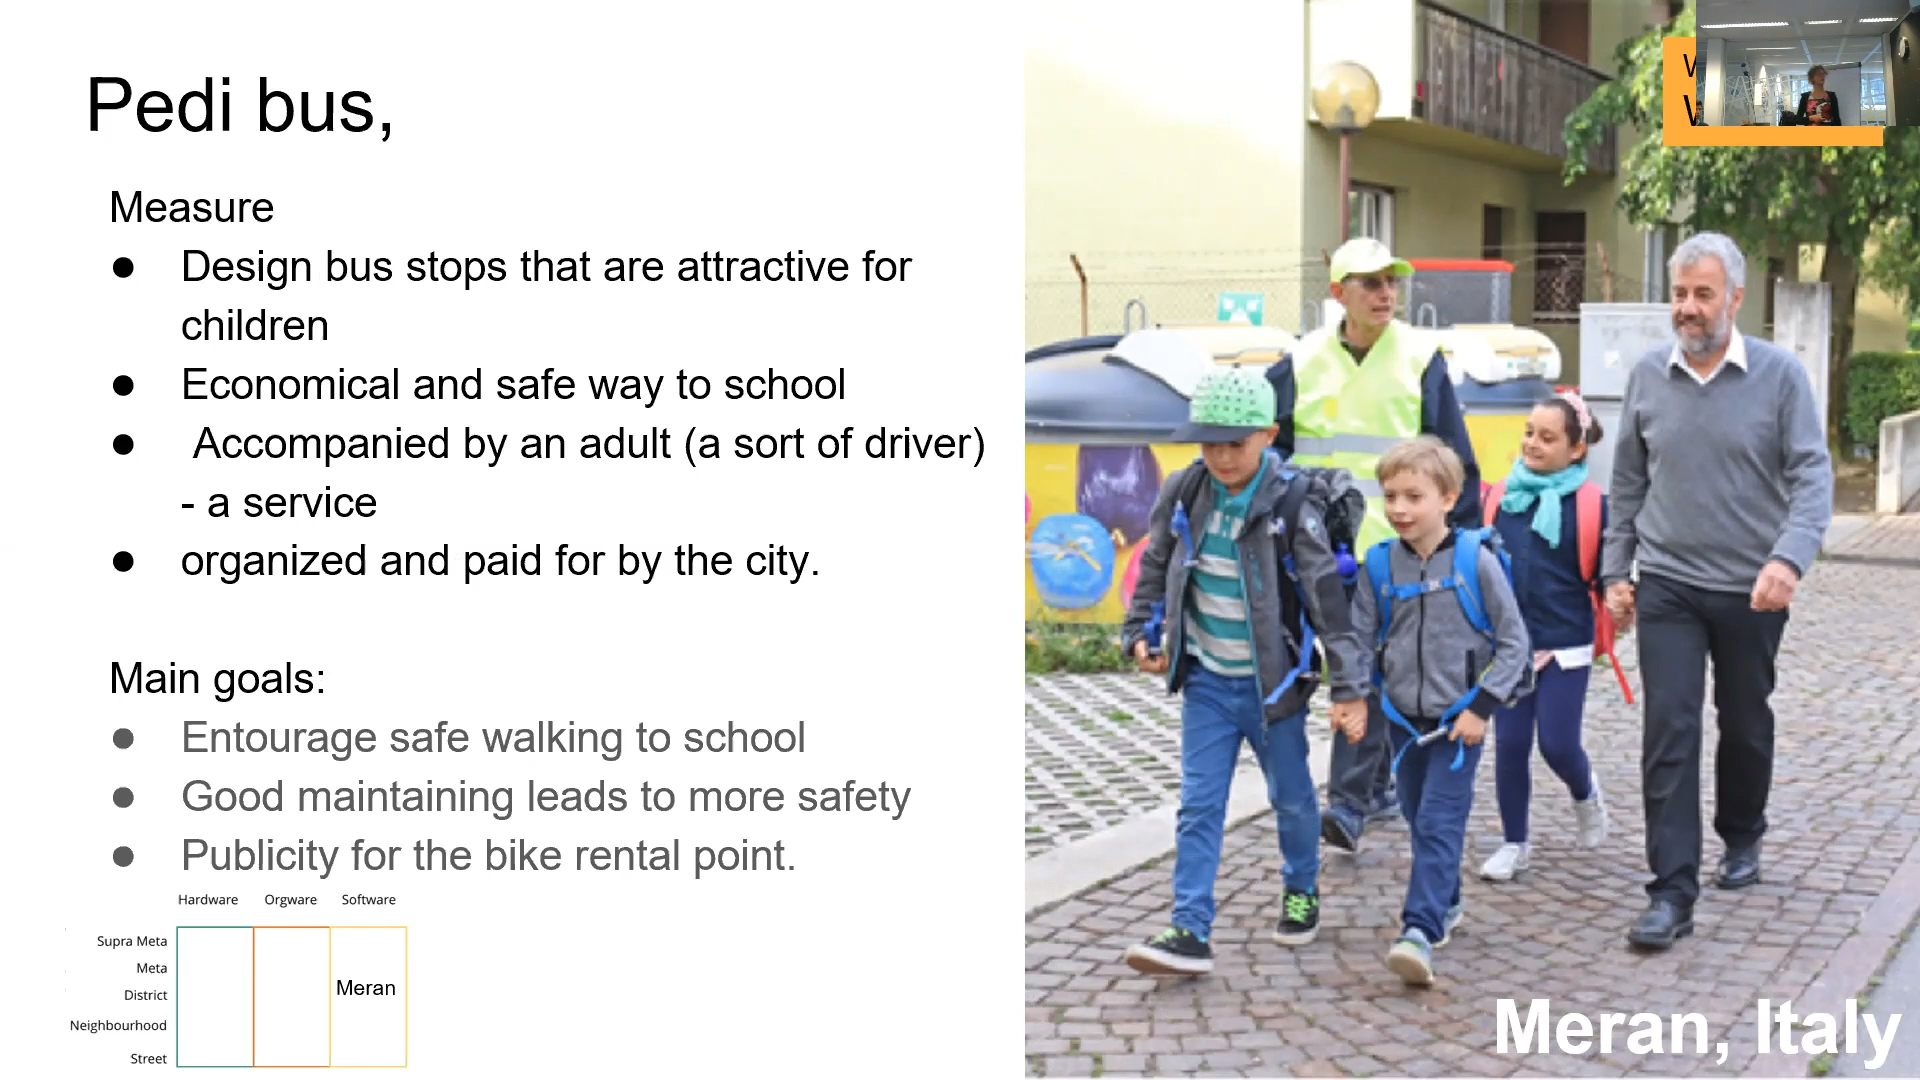 Pedi bus,
Measure
● Design bus stops that are attractive for
children
● Economical and safe way to school
● Accompanied by an adult (a sort of driver)
- a service
● organized and paid for by the city.
Main goals:
● Entourage safe walking to school
● Good maintaining leads to more safety
● Publicity for the bike rental point.
Hardware Orgware Software
Supra Meta
Meta
District
Neighbourhood
Street
Meran
Meran, Italy